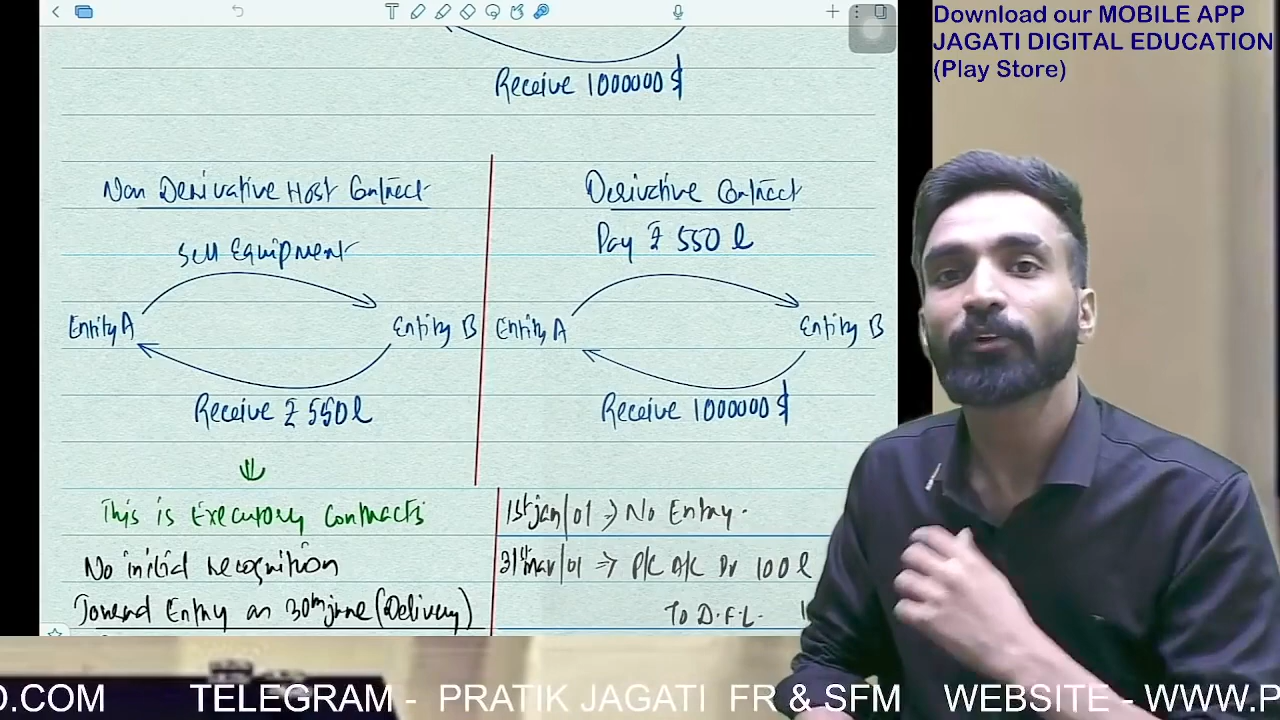 Download our MOBILE APP
JAGATI DIGITAL EDUCATION
(Play Store)
Receive 1000000 $
Non Derivative Host Contract
Sell Equipment
Entity A
Entity B
Receive ₹ 550 l
This is Executory Contracts
No initial recognition
Journal Entry on 30th june (Delivery)
Derivative Contract
Pay ₹ 550 l
Entity A
Entity B
Receive 1000000 $
1st jan/01 ⇒ No Entry.
31st mar/01 ⇒ P/L A/c Dr 100 l
To D.F.L. 1
D.COM TELEGRAM - PRATIK JAGATI FR & SFM WEBSITE - WWW.P